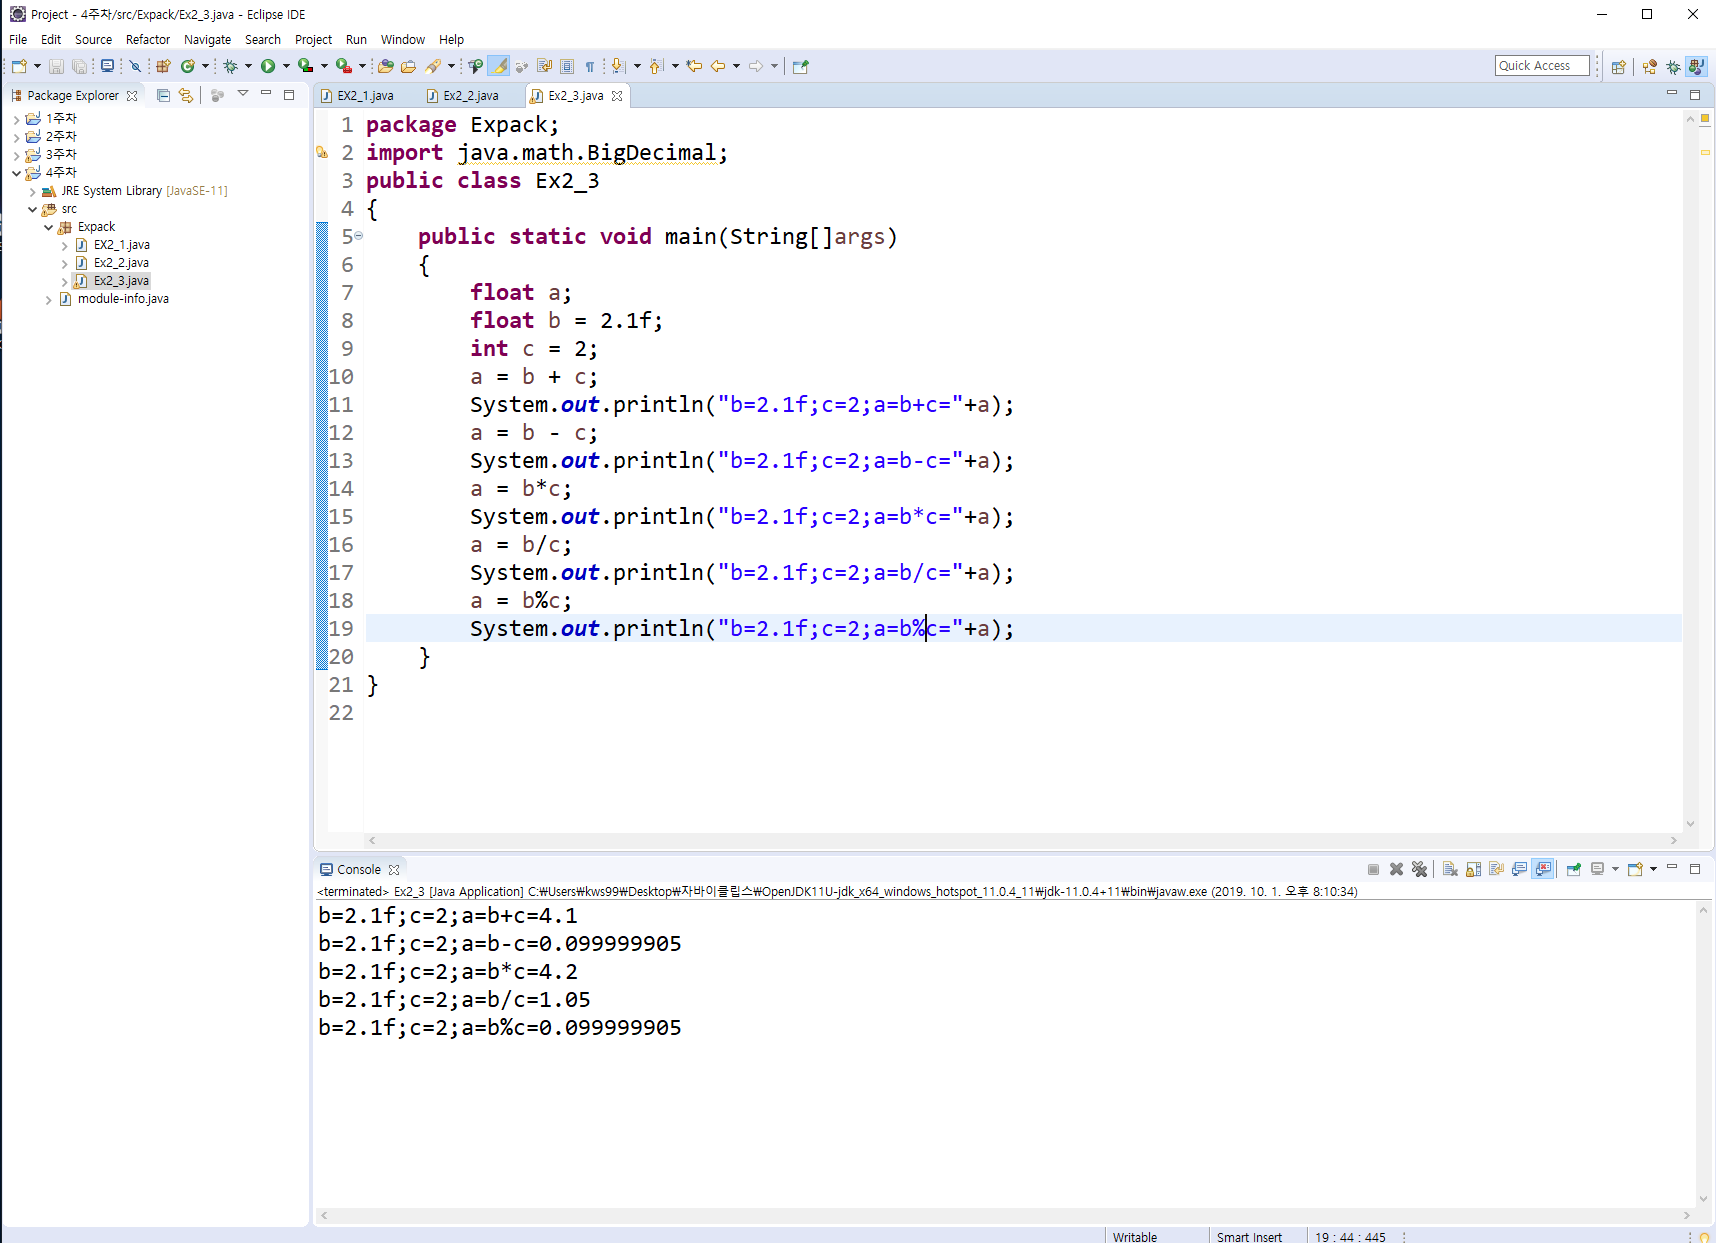 Project - 4주차/src/Expack/Ex2_3.java - Eclipse IDE
File Edit Source Refactor Navigate Search Project Run Window Help
Quick Access
Package Explorer
1주차
2주차
3주차
4주차
JRE System Library [JavaSE-11]
src
Expack
EX2_1.java
Ex2_2.java
Ex2_3.java
module-info.java
EX2_1.java Ex2_2.java Ex2_3.java
1 package Expack;
2 import java.math.BigDecimal;
3 public class Ex2_3
4 {
5 public static void main(String[]args)
6 {
7 float a;
8 float b = 2.1f;
9 int c = 2;
10 a = b + c;
11 System.out.println("b=2.1f;c=2;a=b+c="+a);
12 a = b - c;
13 System.out.println("b=2.1f;c=2;a=b-c="+a);
14 a = b*c;
15 System.out.println("b=2.1f;c=2;a=b*c="+a);
16 a = b/c;
17 System.out.println("b=2.1f;c=2;a=b/c="+a);
18 a = b%c;
19 System.out.println("b=2.1f;c=2;a=b%c="+a);
20 }
21 }
22
Console
<terminated> Ex2_3 [Java Application] C:₩Users₩kws99₩Desktop₩자바이클립스₩OpenJDK11U-jdk_x64_windows_hotspot_11.0.4_11₩jdk-11.0.4+11₩bin₩javaw.exe (2019. 10. 1. 오후 8:10:34)
b=2.1f;c=2;a=b+c=4.1
b=2.1f;c=2;a=b-c=0.099999905
b=2.1f;c=2;a=b*c=4.2
b=2.1f;c=2;a=b/c=1.05
b=2.1f;c=2;a=b%c=0.099999905
Writable Smart Insert 19 : 44 : 445